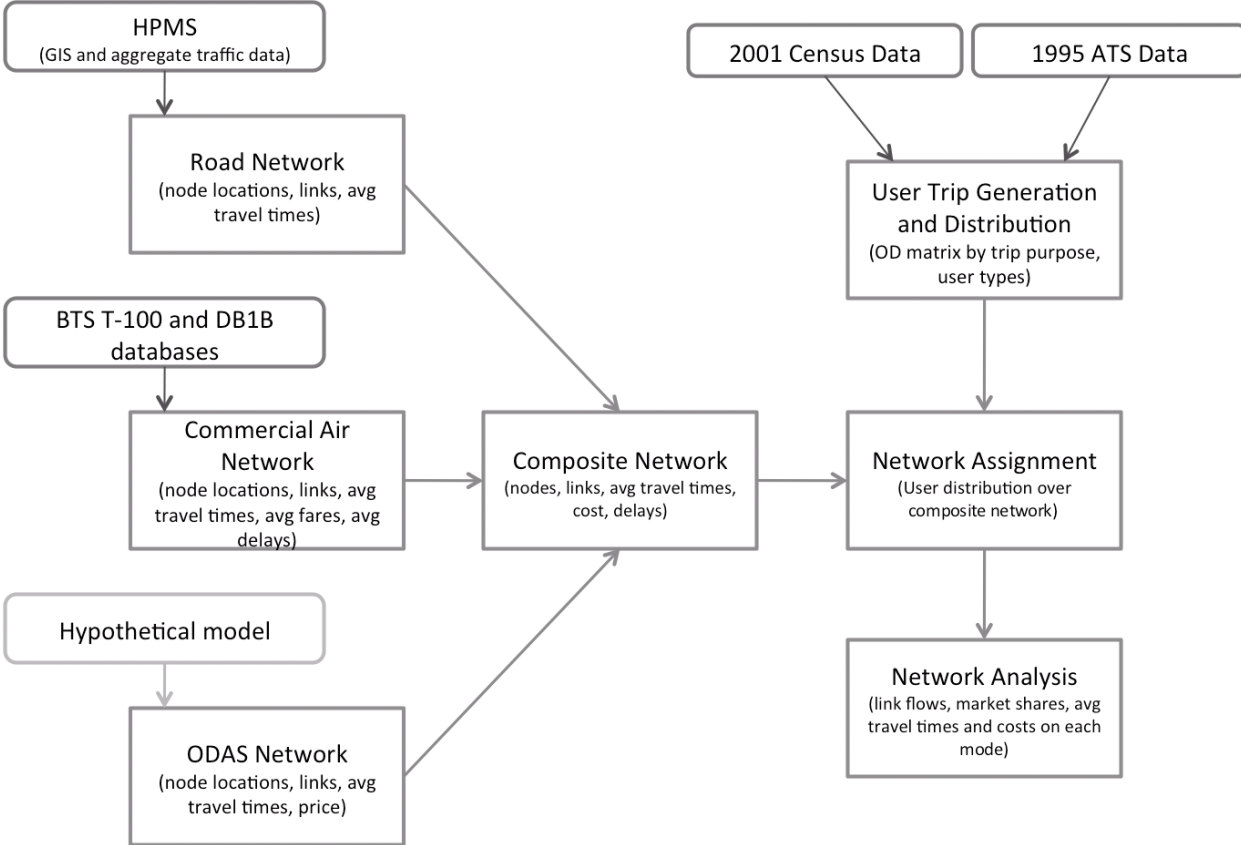 HPMS
(GIS and aggregate traffic data)
2001 Census Data
1995 ATS Data
Road Network
(node locations, links, avg
travel times)
User Trip Generation
and Distribution
(OD matrix by trip purpose,
user types)
BTS T-100 and DB1B
databases
Commercial Air
Network
(node locations, links, avg
travel times, avg fares, avg
delays)
Composite Network
(nodes, links, avg travel times,
cost, delays)
Network Assignment
(User distribution over
composite network)
Hypothetical model
Network Analysis
(link flows, market shares, avg
travel times and costs on each
mode)
ODAS Network
(node locations, links, avg
travel times, price)